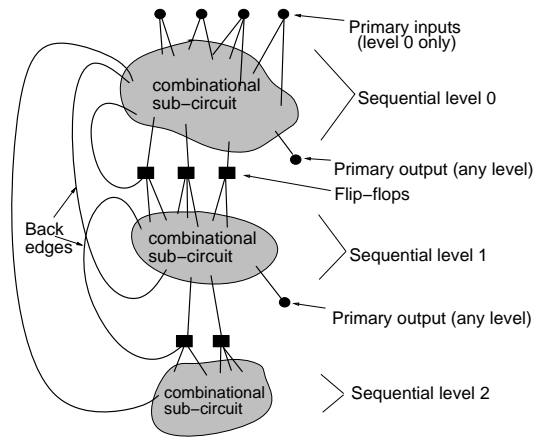 Primary inputs
(level 0 only)
combinational
sub−circuit
Sequential level 0
Primary output (any level)
Flip−flops
Back
edges
combinational
sub−circuit
Sequential level 1
Primary output (any level)
combinational
sub−circuit
Sequential level 2